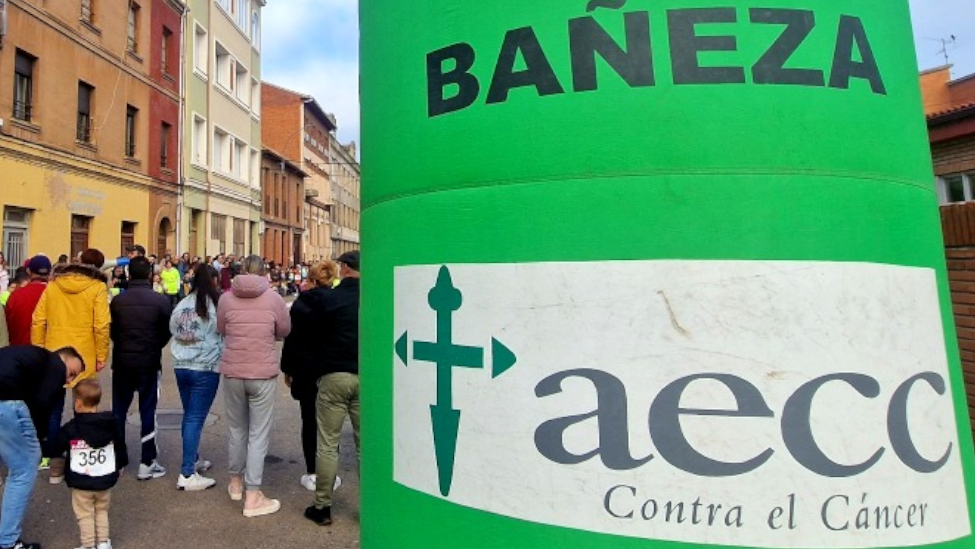 BAÑEZA
aecc
Contra el Cáncer
356